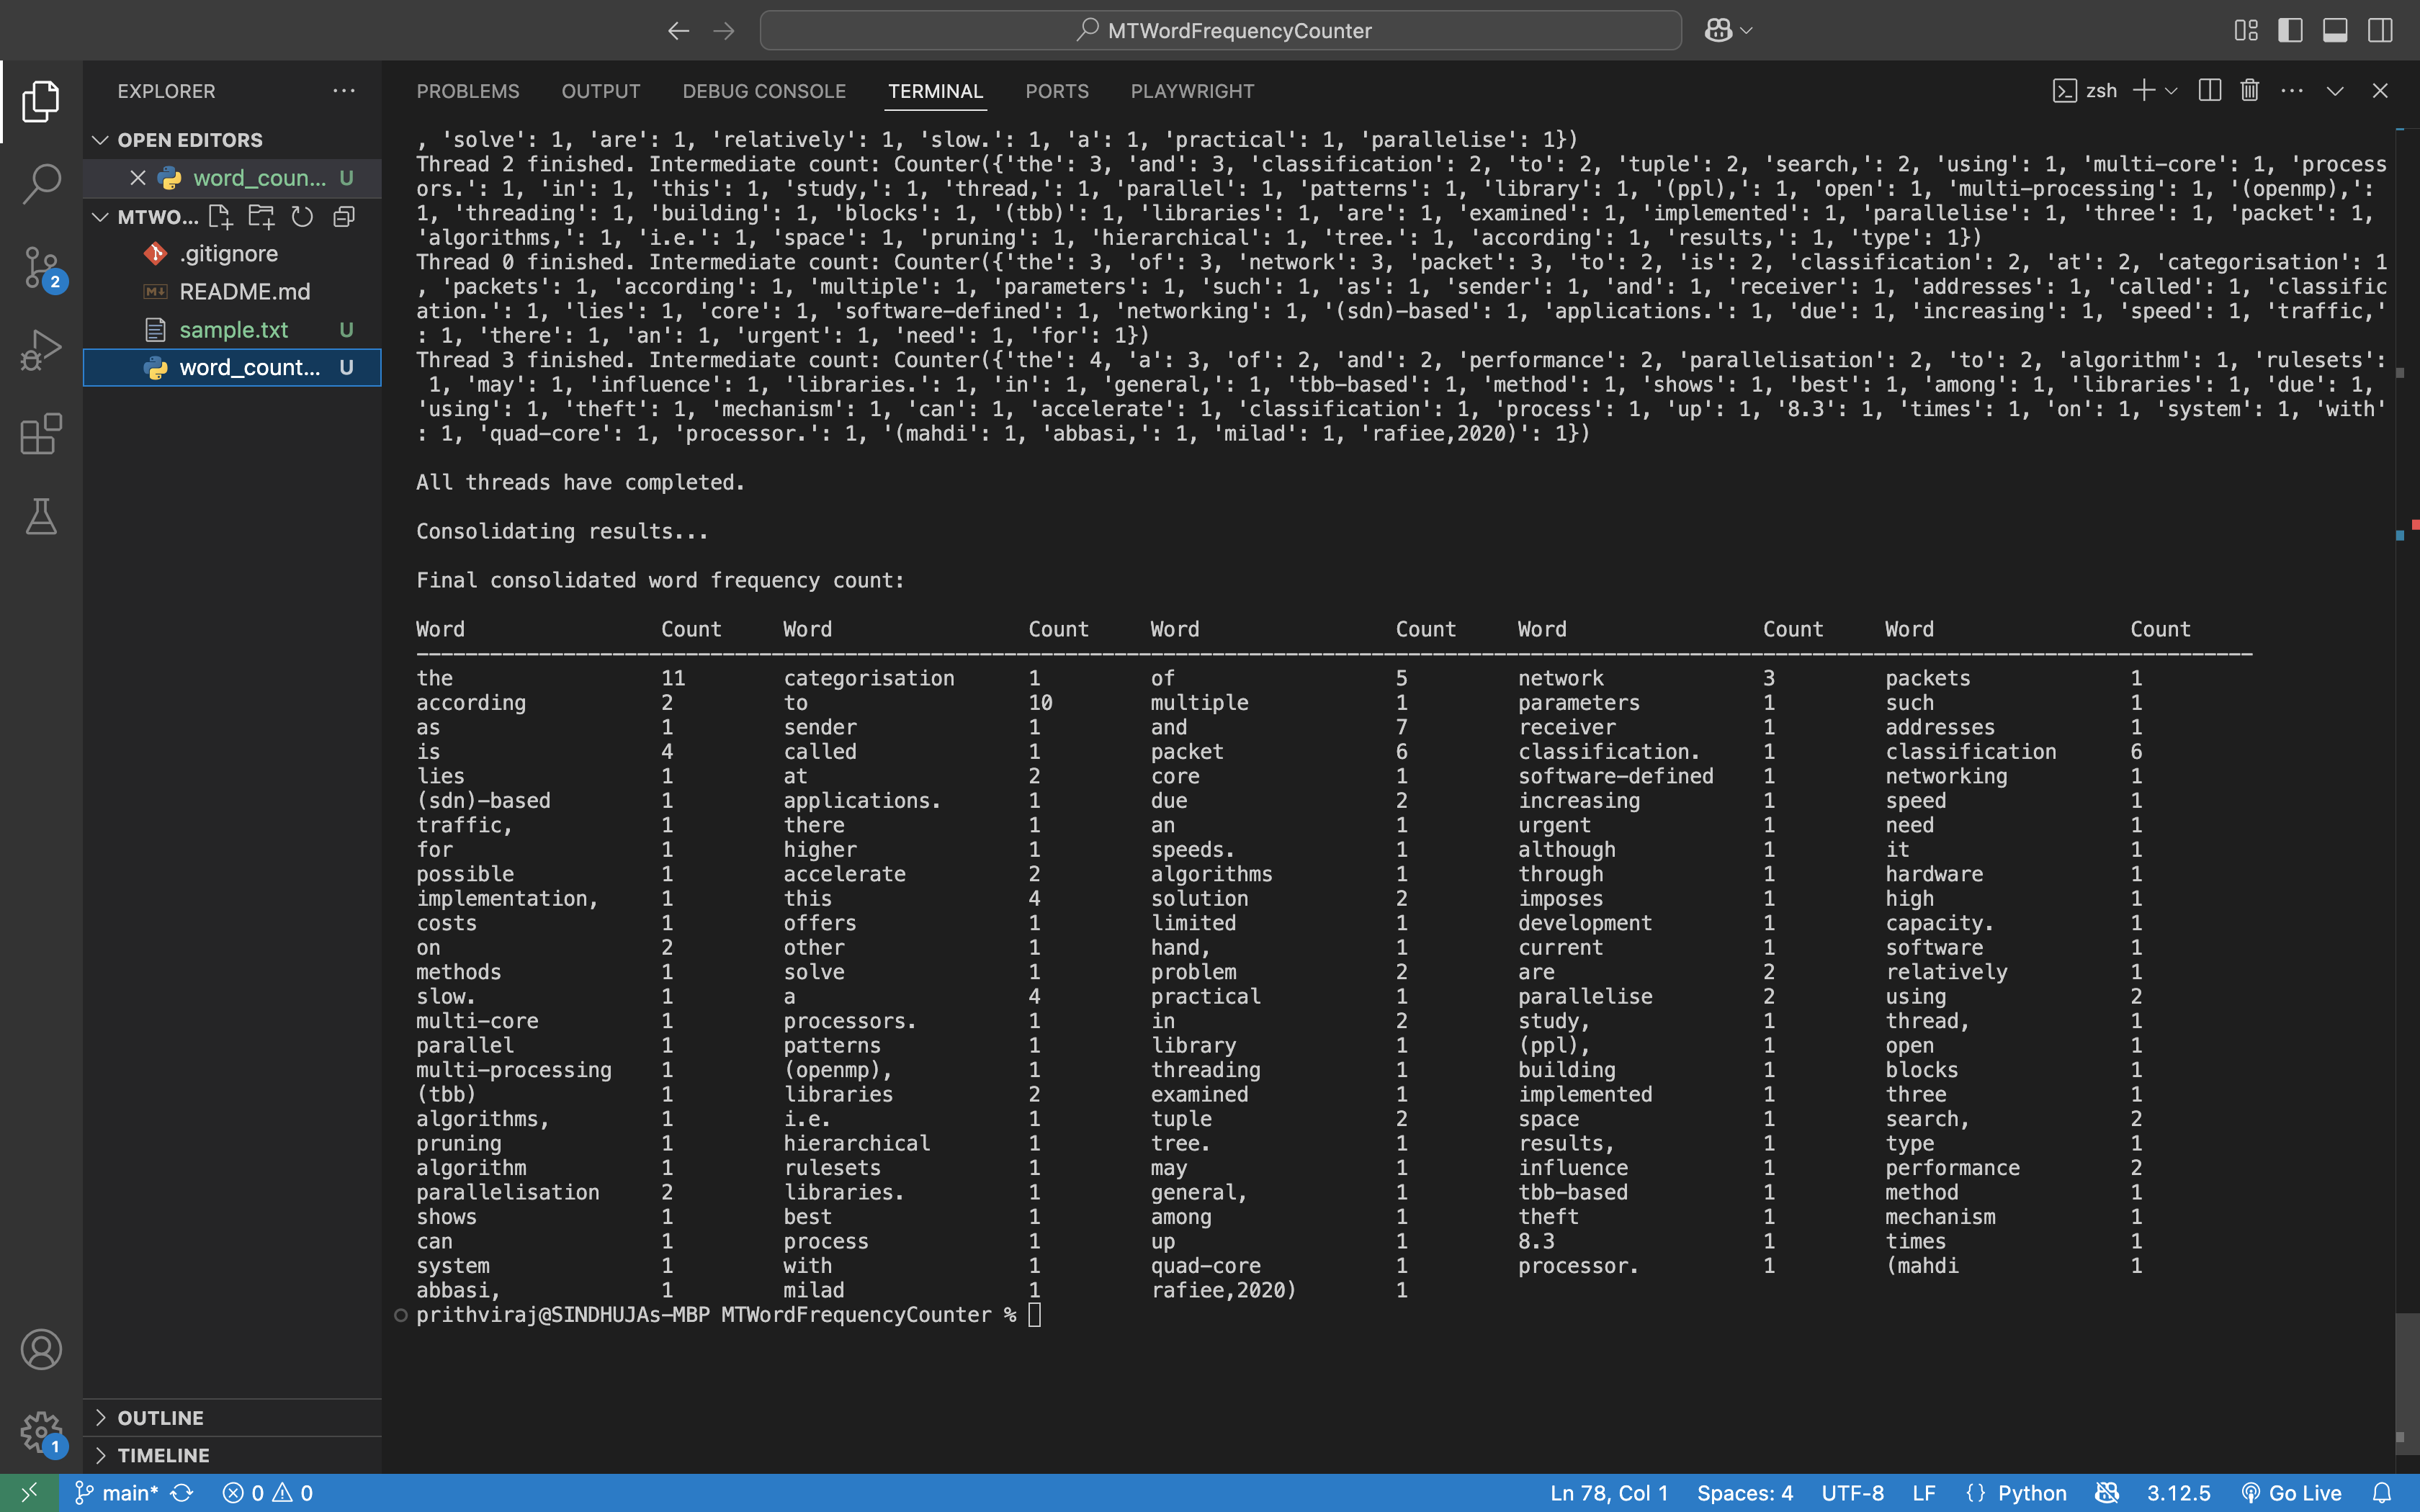 MTWordFrequencyCounter
EXPLORER
OPEN EDITORS
word_coun... U
MTWO...
.gitignore
README.md
sample.txt U
word_count... U
OUTLINE
TIMELINE
2
1
PROBLEMS OUTPUT DEBUG CONSOLE TERMINAL PORTS PLAYWRIGHT zsh
, 'solve': 1, 'are': 1, 'relatively': 1, 'slow.': 1, 'a': 1, 'practical': 1, 'parallelise': 1})
Thread 2 finished. Intermediate count: Counter({'the': 3, 'and': 3, 'classification': 2, 'to': 2, 'tuple': 2, 'search,': 2, 'using': 1, 'multi-core': 1, 'process
ors.': 1, 'in': 1, 'this': 1, 'study,': 1, 'thread,': 1, 'parallel': 1, 'patterns': 1, 'library': 1, '(ppl),': 1, 'open': 1, 'multi-processing': 1, '(openmp),':
1, 'threading': 1, 'building': 1, 'blocks': 1, '(tbb)': 1, 'libraries': 1, 'are': 1, 'examined': 1, 'implemented': 1, 'parallelise': 1, 'three': 1, 'packet': 1,
'algorithms,': 1, 'i.e.': 1, 'space': 1, 'pruning': 1, 'hierarchical': 1, 'tree.': 1, 'according': 1, 'results,': 1, 'type': 1})
Thread 0 finished. Intermediate count: Counter({'the': 3, 'of': 3, 'network': 3, 'packet': 3, 'to': 2, 'is': 2, 'classification': 2, 'at': 2, 'categorisation': 1
, 'packets': 1, 'according': 1, 'multiple': 1, 'parameters': 1, 'such': 1, 'as': 1, 'sender': 1, 'and': 1, 'receiver': 1, 'addresses': 1, 'called': 1, 'classific
ation.': 1, 'lies': 1, 'core': 1, 'software-defined': 1, 'networking': 1, '(sdn)-based': 1, 'applications.': 1, 'due': 1, 'increasing': 1, 'speed': 1, 'traffic,'
: 1, 'there': 1, 'an': 1, 'urgent': 1, 'need': 1, 'for': 1})
Thread 3 finished. Intermediate count: Counter({'the': 4, 'a': 3, 'of': 2, 'and': 2, 'performance': 2, 'parallelisation': 2, 'to': 2, 'algorithm': 1, 'rulesets':
1, 'may': 1, 'influence': 1, 'libraries.': 1, 'in': 1, 'general,': 1, 'tbb-based': 1, 'method': 1, 'shows': 1, 'best': 1, 'among': 1, 'libraries': 1, 'due': 1,
'using': 1, 'theft': 1, 'mechanism': 1, 'can': 1, 'accelerate': 1, 'classification': 1, 'process': 1, 'up': 1, '8.3': 1, 'times': 1, 'on': 1, 'system': 1, 'with'
: 1, 'quad-core': 1, 'processor.': 1, '(mahdi': 1, 'abbasi,': 1, 'milad': 1, 'rafiee,2020)': 1})
All threads have completed.
Consolidating results...
Final consolidated word frequency count:
Word Count Word Count Word Count Word Count Word Count
------------------------------------------------------------------------------------------------------------------------------------------------------
the 11 categorisation 1 of 5 network 3 packets 1
according 2 to 10 multiple 1 parameters 1 such 1
as 1 sender 1 and 7 receiver 1 addresses 1
is 4 called 1 packet 6 classification. 1 classification 6
lies 1 at 2 core 1 software-defined 1 networking 1
(sdn)-based 1 applications. 1 due 2 increasing 1 speed 1
traffic, 1 there 1 an 1 urgent 1 need 1
for 1 higher 1 speeds. 1 although 1 it 1
possible 1 accelerate 2 algorithms 1 through 1 hardware 1
implementation, 1 this 4 solution 2 imposes 1 high 1
costs 1 offers 1 limited 1 development 1 capacity. 1
on 2 other 1 hand, 1 current 1 software 1
methods 1 solve 1 problem 2 are 2 relatively 1
slow. 1 a 4 practical 1 parallelise 2 using 2
multi-core 1 processors. 1 in 2 study, 1 thread, 1
parallel 1 patterns 1 library 1 (ppl), 1 open 1
multi-processing 1 (openmp), 1 threading 1 building 1 blocks 1
(tbb) 1 libraries 2 examined 1 implemented 1 three 1
algorithms, 1 i.e. 1 tuple 2 space 1 search, 2
pruning 1 hierarchical 1 tree. 1 results, 1 type 1
algorithm 1 rulesets 1 may 1 influence 1 performance 2
parallelisation 2 libraries. 1 general, 1 tbb-based 1 method 1
shows 1 best 1 among 1 theft 1 mechanism 1
can 1 process 1 up 1 8.3 1 times 1
system 1 with 1 quad-core 1 processor. 1 (mahdi 1
abbasi, 1 milad 1 rafiee,2020) 1
prithviraj@SINDHUJAs-MBP MTWordFrequencyCounter %
main* 0 0 Ln 78, Col 1 Spaces: 4 UTF-8 LF {} Python 3.12.5 Go Live